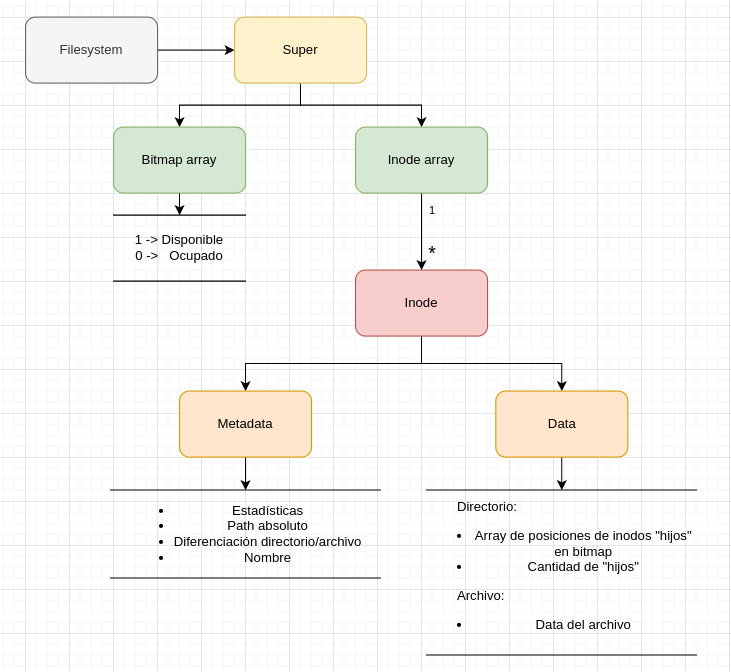 Filesystem
Super
Bitmap array
Inode array
1
1 -> Disponible
0 -> Ocupado
*
Inode
Metadata
Data
• Estadísticas
• Path absoluto
• Diferenciación directorio/archivo
• Nombre
Directorio:
• Array de posiciones de inodos "hijos"
en bitmap
• Cantidad de "hijos"
Archivo:
• Data del archivo